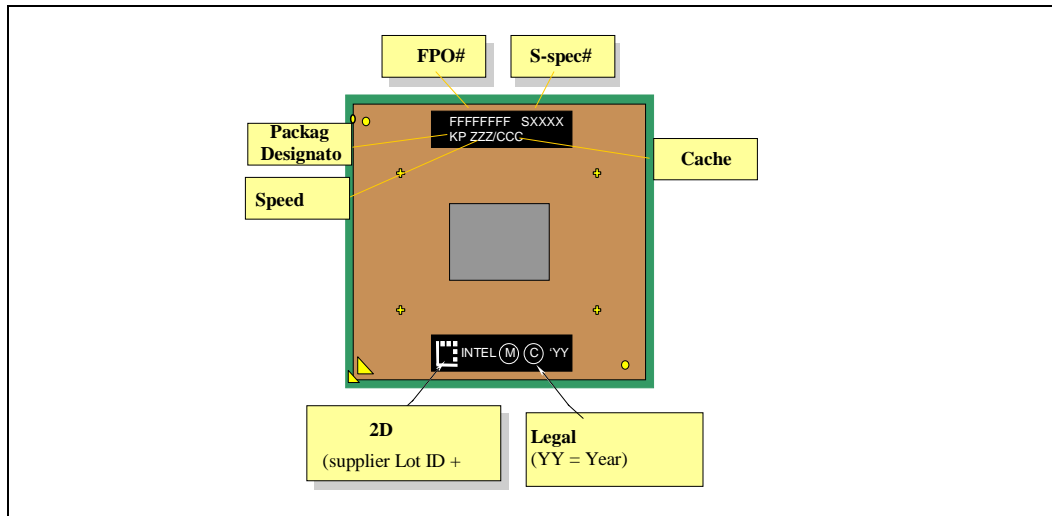 FPO#
S-spec#
FFFFFFFF SXXXX
KP ZZZ/CCC
Packag
Designato
Cache
Speed
INTEL M C 'YY
2D
(supplier Lot ID +
Legal
(YY = Year)